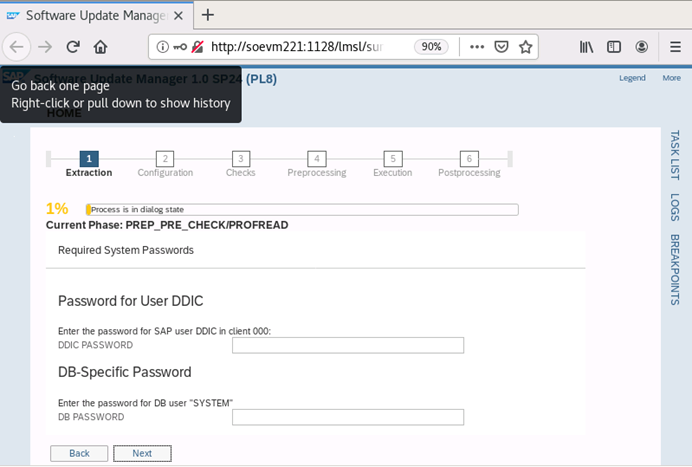 SAP Software Update Manager
http://soevm221:1128/lmsl/su
90%
SAP Software Update Manager 1.0 SP24 (PL8)
Legend More
Go back one page
Right-click or pull down to show history
HOME
1 2 3 4 5 6
Extraction Configuration Checks Preprocessing Execution Postprocessing
1% Process is in dialog state
Current Phase: PREP_PRE_CHECK/PROFREAD
Required System Passwords
Password for User DDIC
Enter the password for SAP user DDIC in client 000:
DDIC PASSWORD
DB-Specific Password
Enter the password for DB user "SYSTEM"
DB PASSWORD
Back Next
TASK LIST
LOGS
BREAKPOINTS